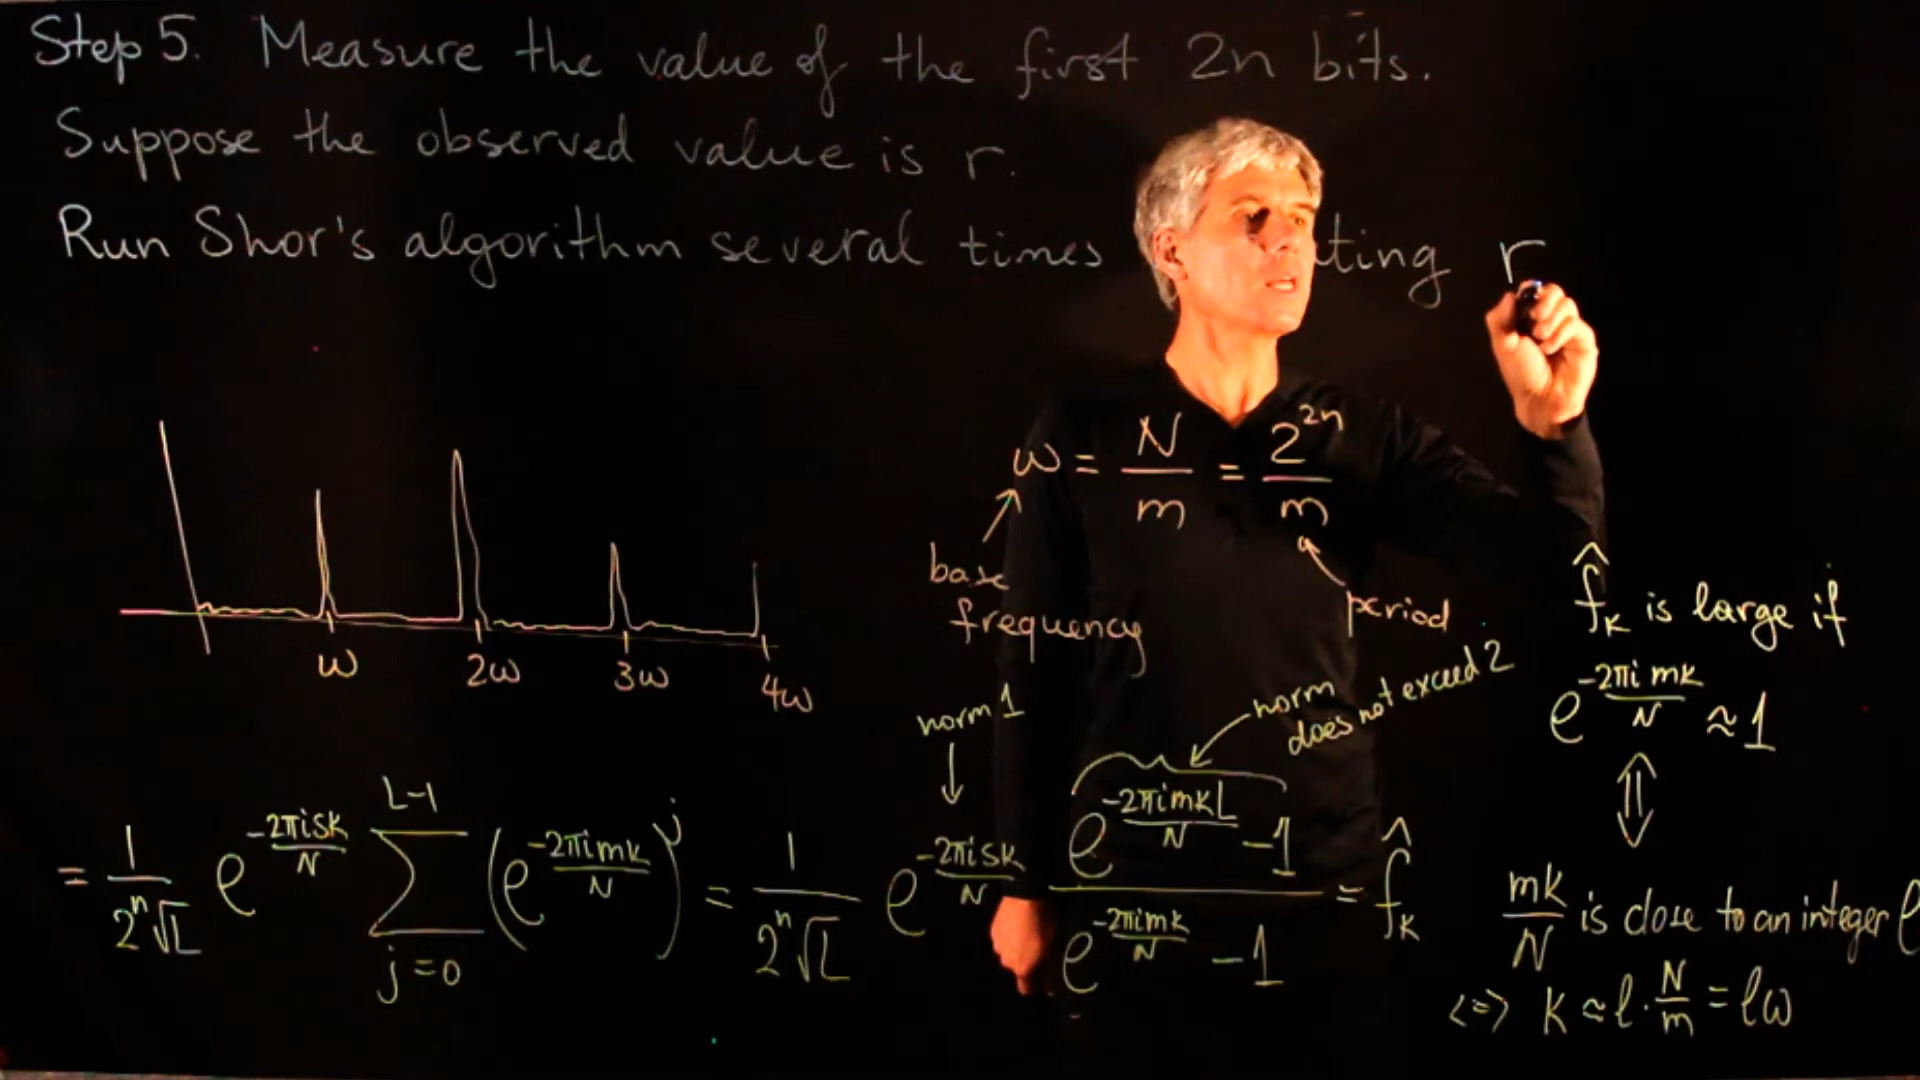 Step 5. Measure the value of the first 2n bits.
Suppose the observed value is r.
Run Shor's algorithm several times ting r
ω = N/m = 2^{2n}/m
base frequency
period
ω 2ω 3ω 4ω
f̂_k is large if
e^{-2πi mk/N} ≈ 1
⇕
mk/N is close to an integer ℓ
<=> k ≈ ℓ · N/m = ℓω
norm 1
norm does not exceed 2
= 1/(2^n √L) e^{-2πisk/N} ∑_{j=0}^{L-1} (e^{-2πimk/N})^j = 1/(2^n √L) e^{-2πisk/N} (e^{-2πimkL/N} - 1)/(e^{-2πimk/N} - 1) = f̂_k